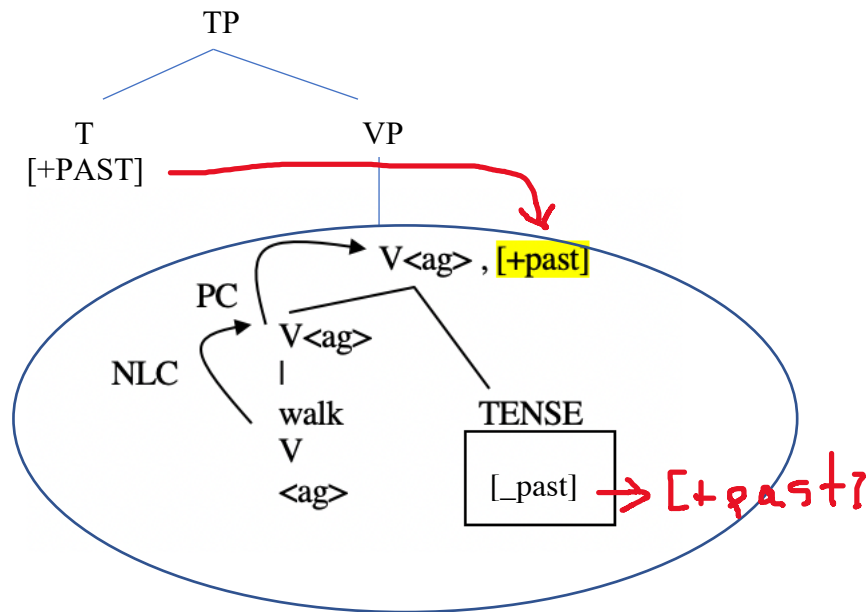 TP
T
VP
[+PAST]
V<ag> , [+past]
PC
V<ag>
NLC
walk
TENSE
V
[_past]
[+past]
<ag>